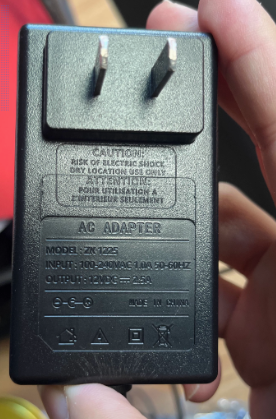 CAUTION:
RISK OF ELECTRIC SHOCK
DRY LOCATION USE ONLY
ATTENTION:
POUR UTILISATION A
L'INTERIEUR SEULEMENT
AC ADAPTER
MODEL: ZK-1225
INPUT: 100-240VAC 1.0A 50-60HZ
OUTPUT: 12VDC ⎓ 2.5A
MADE IN CHINA